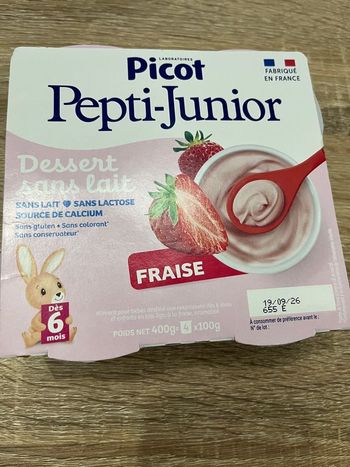 LABORATOIRES
Picot
FABRIQUÉ
EN FRANCE
Pepti-Junior
Dessert
sans lait
SANS LAIT SANS LACTOSE
SOURCE DE CALCIUM
Sans gluten • Sans colorant*
Sans conservateur*
FRAISE
Dès
6
mois
POIDS NET 400g= 4 x100g
19/09/26
655 E
À consommer de préférence avant le :
N° de lot :